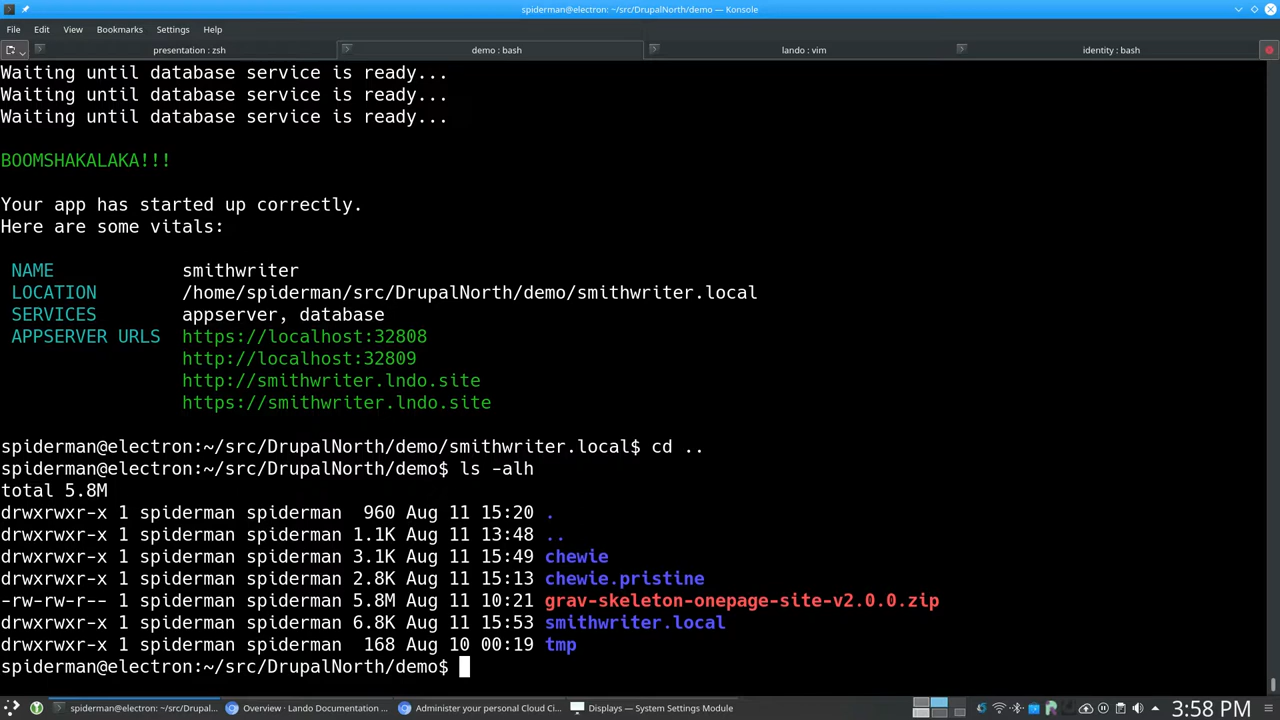 spiderman@electron: ~/src/DrupalNorth/demo — Konsole
File Edit View Bookmarks Settings Help
presentation : zsh demo : bash lando : vim identity : bash
Waiting until database service is ready...
Waiting until database service is ready...
Waiting until database service is ready...
BOOMSHAKALAKA!!!
Your app has started up correctly.
Here are some vitals:
NAME smithwriter
LOCATION /home/spiderman/src/DrupalNorth/demo/smithwriter.local
SERVICES appserver, database
APPSERVER URLS https://localhost:32808
http://localhost:32809
http://smithwriter.lndo.site
https://smithwriter.lndo.site
spiderman@electron:~/src/DrupalNorth/demo/smithwriter.local$ cd ..
spiderman@electron:~/src/DrupalNorth/demo$ ls -alh
total 5.8M
drwxrwxr-x 1 spiderman spiderman 960 Aug 11 15:20 .
drwxrwxr-x 1 spiderman spiderman 1.1K Aug 11 13:48 ..
drwxrwxr-x 1 spiderman spiderman 3.1K Aug 11 15:49 chewie
drwxrwxr-x 1 spiderman spiderman 2.8K Aug 11 15:13 chewie.pristine
-rw-rw-r-- 1 spiderman spiderman 5.8M Aug 11 10:21 grav-skeleton-onepage-site-v2.0.0.zip
drwxrwxr-x 1 spiderman spiderman 6.8K Aug 11 15:53 smithwriter.local
drwxrwxr-x 1 spiderman spiderman 168 Aug 10 00:19 tmp
spiderman@electron:~/src/DrupalNorth/demo$
spiderman@electron: ~/src/Drupal... Overview · Lando Documentation ... Administer your personal Cloud Ci... Displays — System Settings Module 3:58 PM